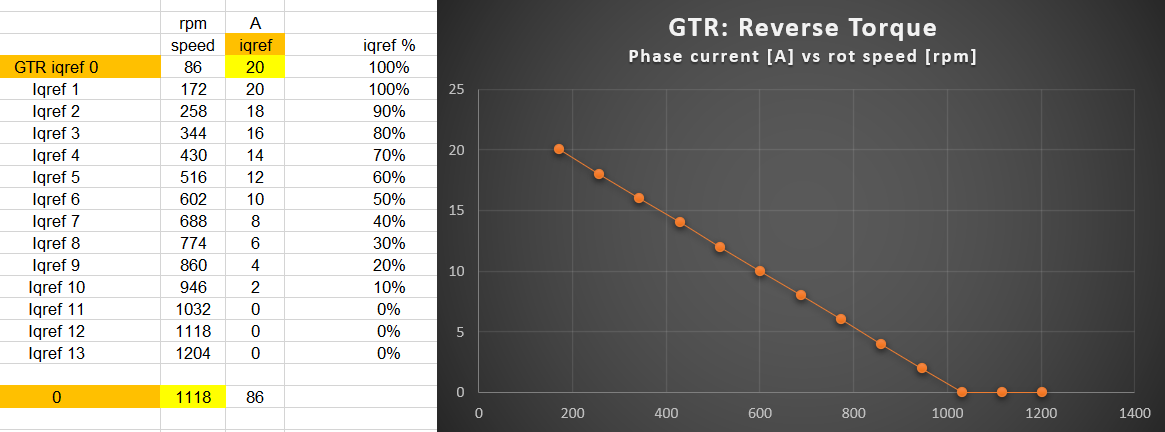 rpm A
speed iqref iqref %
GTR iqref 0 86 20 100%
Iqref 1 172 20 100%
Iqref 2 258 18 90%
Iqref 3 344 16 80%
Iqref 4 430 14 70%
Iqref 5 516 12 60%
Iqref 6 602 10 50%
Iqref 7 688 8 40%
Iqref 8 774 6 30%
Iqref 9 860 4 20%
Iqref 10 946 2 10%
Iqref 11 1032 0 0%
Iqref 12 1118 0 0%
Iqref 13 1204 0 0%
0 1118 86
GTR: Reverse Torque
Phase current [A] vs rot speed [rpm]
25
20
15
10
5
0
0 200 400 600 800 1000 1200 1400